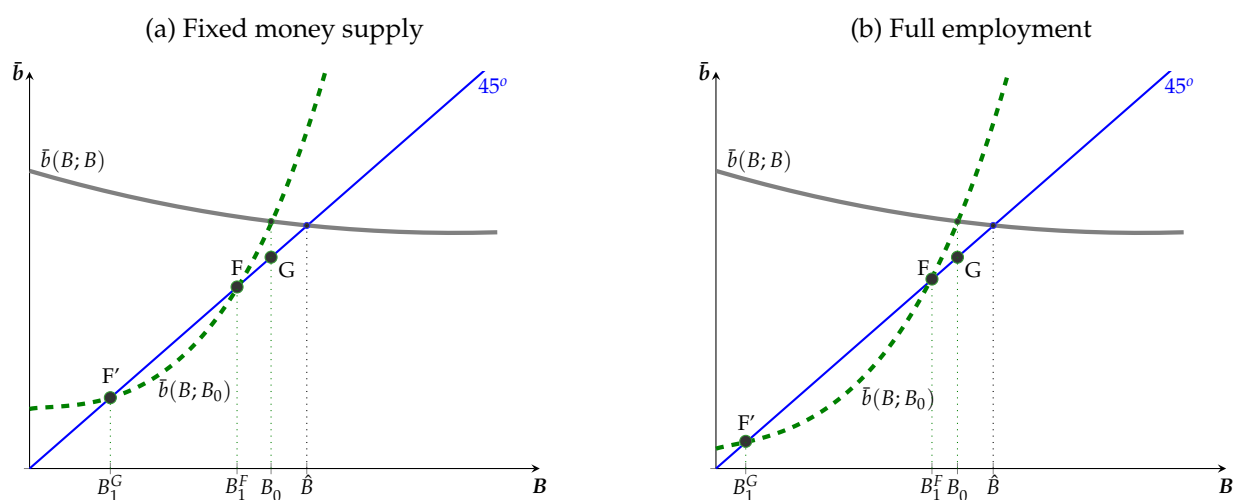 (a) Fixed money supply
b̄
45°
b̄(B; B)
F
G
F′
b̄(B; B₀)
B₁ᴳ
B₁ᶠ
B₀
B̂
B
(b) Full employment
b̄
45°
b̄(B; B)
F
G
b̄(B; B₀)
F′
B₁ᴳ
B₁ᶠ
B₀
B̂
B